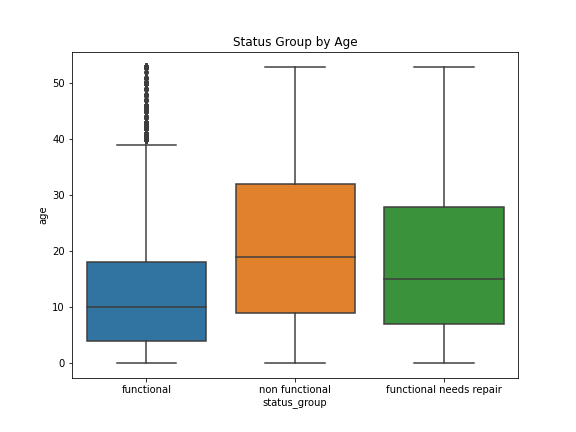 Status Group by Age
50
40
30
20
10
0
age
functional
non functional
functional needs repair
status_group